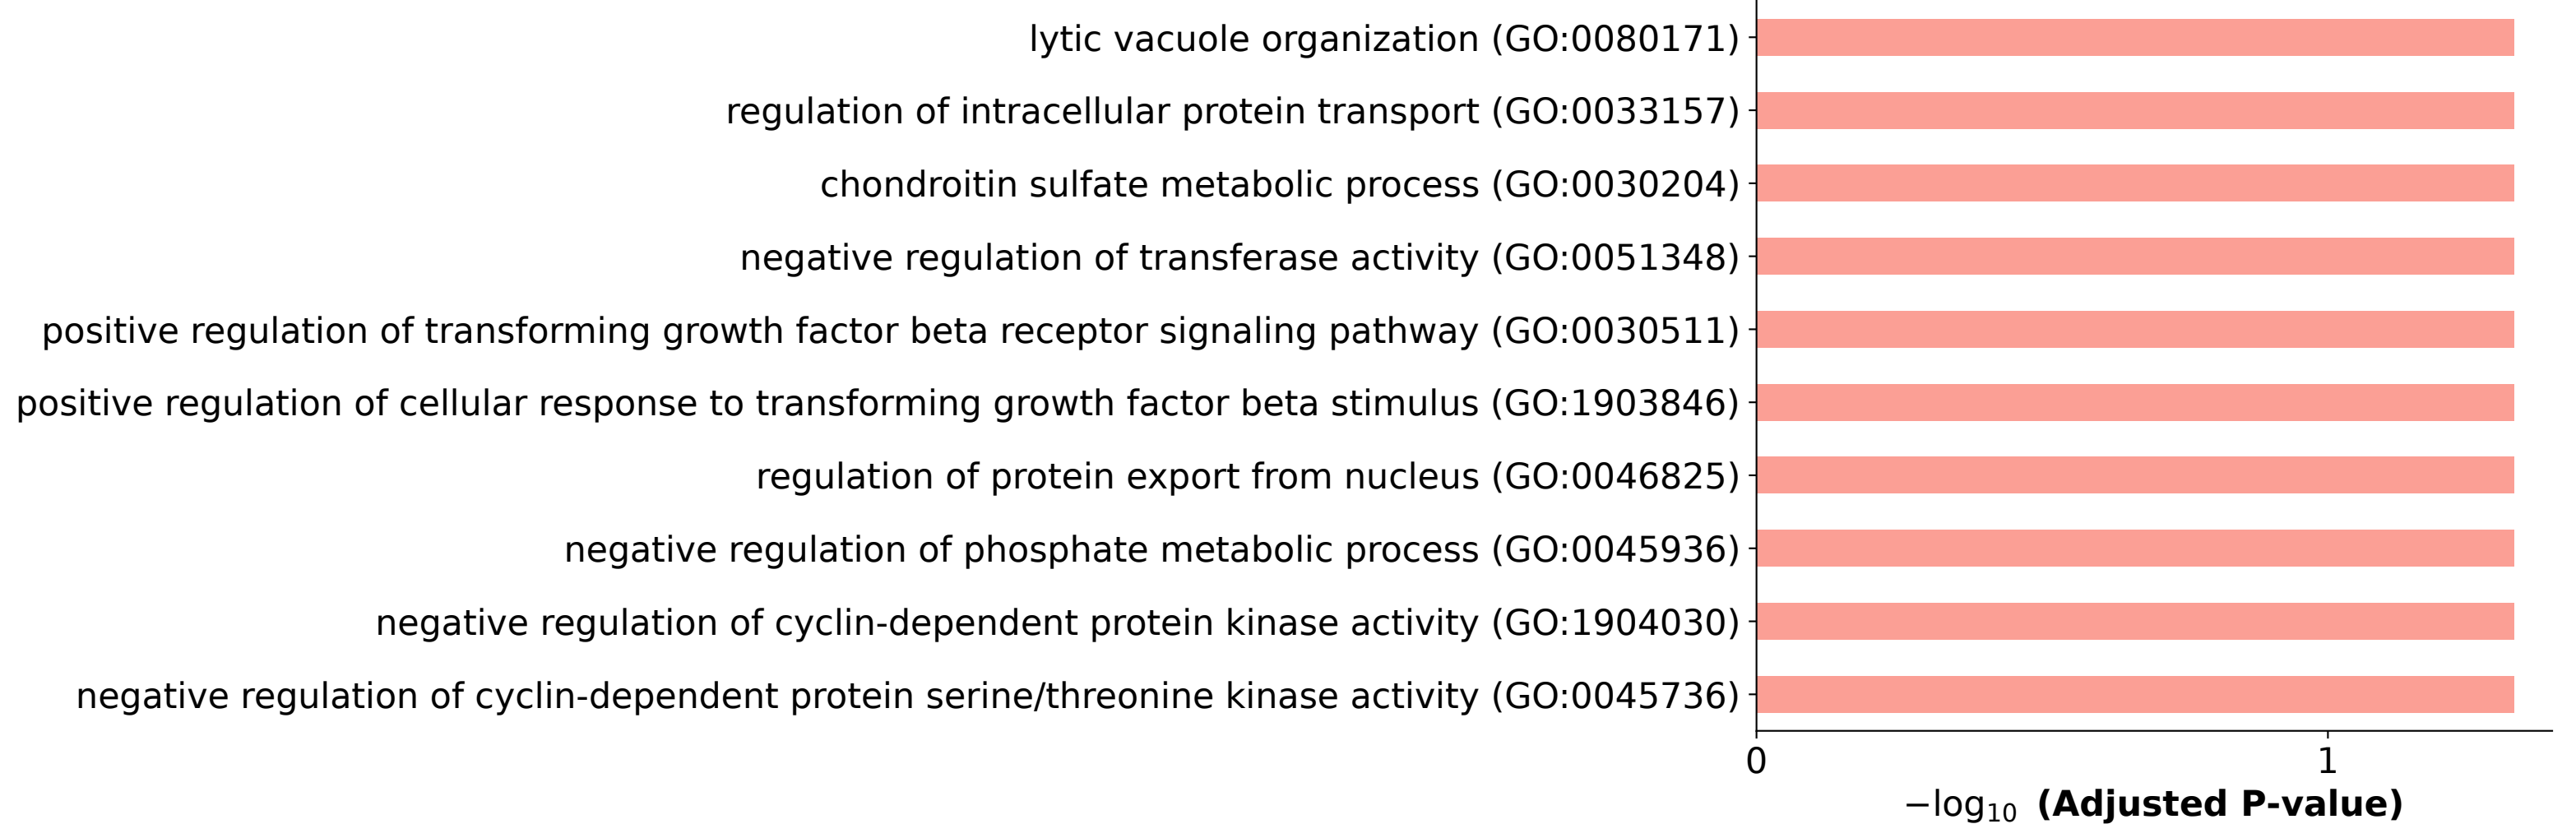 lytic vacuole organization (GO:0080171)
regulation of intracellular protein transport (GO:0033157)
chondroitin sulfate metabolic process (GO:0030204)
negative regulation of transferase activity (GO:0051348)
positive regulation of transforming growth factor beta receptor signaling pathway (GO:0030511)
positive regulation of cellular response to transforming growth factor beta stimulus (GO:1903846)
regulation of protein export from nucleus (GO:0046825)
negative regulation of phosphate metabolic process (GO:0045936)
negative regulation of cyclin-dependent protein kinase activity (GO:1904030)
negative regulation of cyclin-dependent protein serine/threonine kinase activity (GO:0045736)
0 1
−log₁₀ (Adjusted P-value)